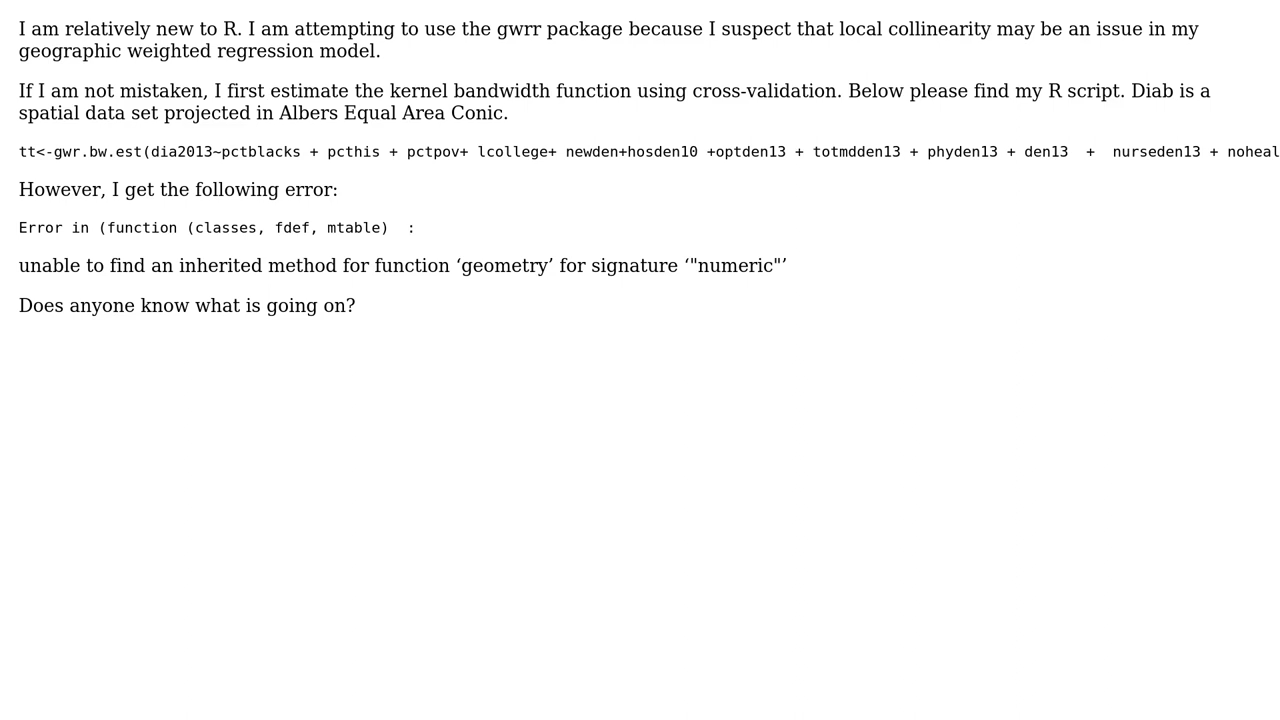 I am relatively new to R. I am attempting to use the gwrr package because I suspect that local collinearity may be an issue in my
geographic weighted regression model.
If I am not mistaken, I first estimate the kernel bandwidth function using cross-validation. Below please find my R script. Diab is a
spatial data set projected in Albers Equal Area Conic.
tt<-gwr.bw.est(dia2013~pctblacks + pcthis + pctpov+ lcollege+ newden+hosden10 +optden13 + totmdden13 + phyden13 + den13  +  nurseden13 + noheal
However, I get the following error:
Error in (function (classes, fdef, mtable)  :
unable to find an inherited method for function ‘geometry’ for signature ‘"numeric"’
Does anyone know what is going on?